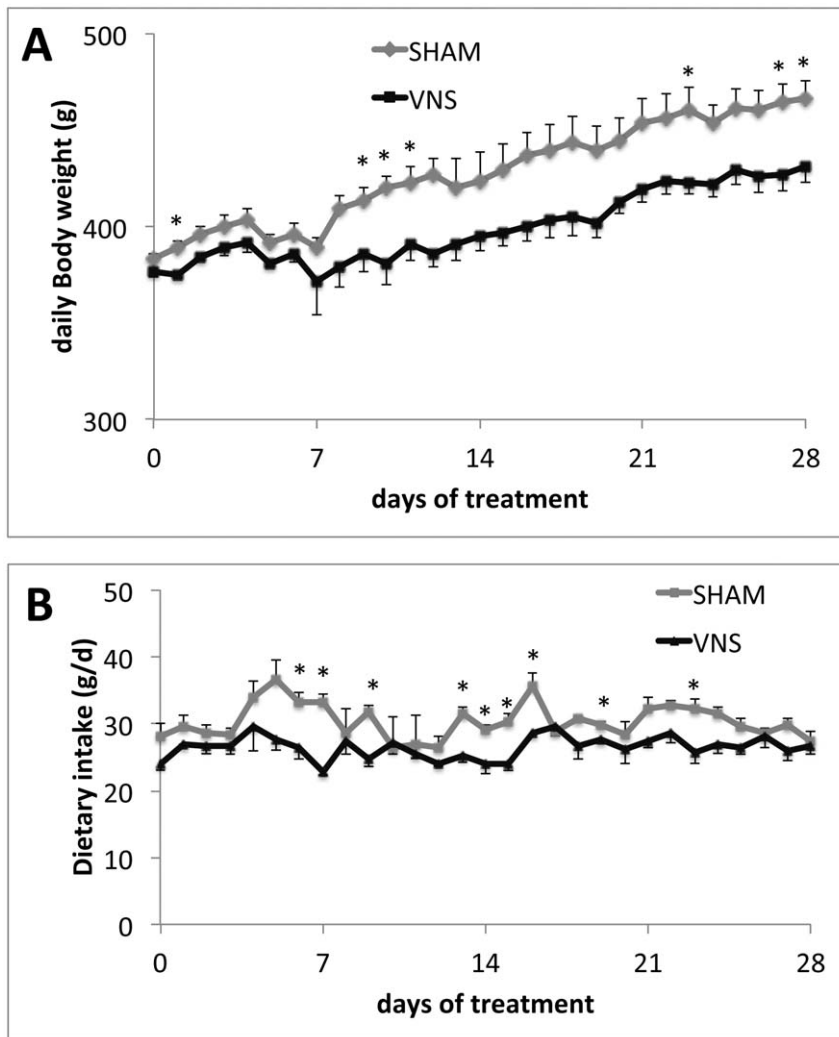 A
500
SHAM
VNS
* * * * * * *
400
300
daily Body weight (g)
0 7 14 21 28
days of treatment
B
50
SHAM
VNS
40
* * * * * * * * *
30
20
10
0
Dietary intake (g/d)
0 7 14 21 28
days of treatment